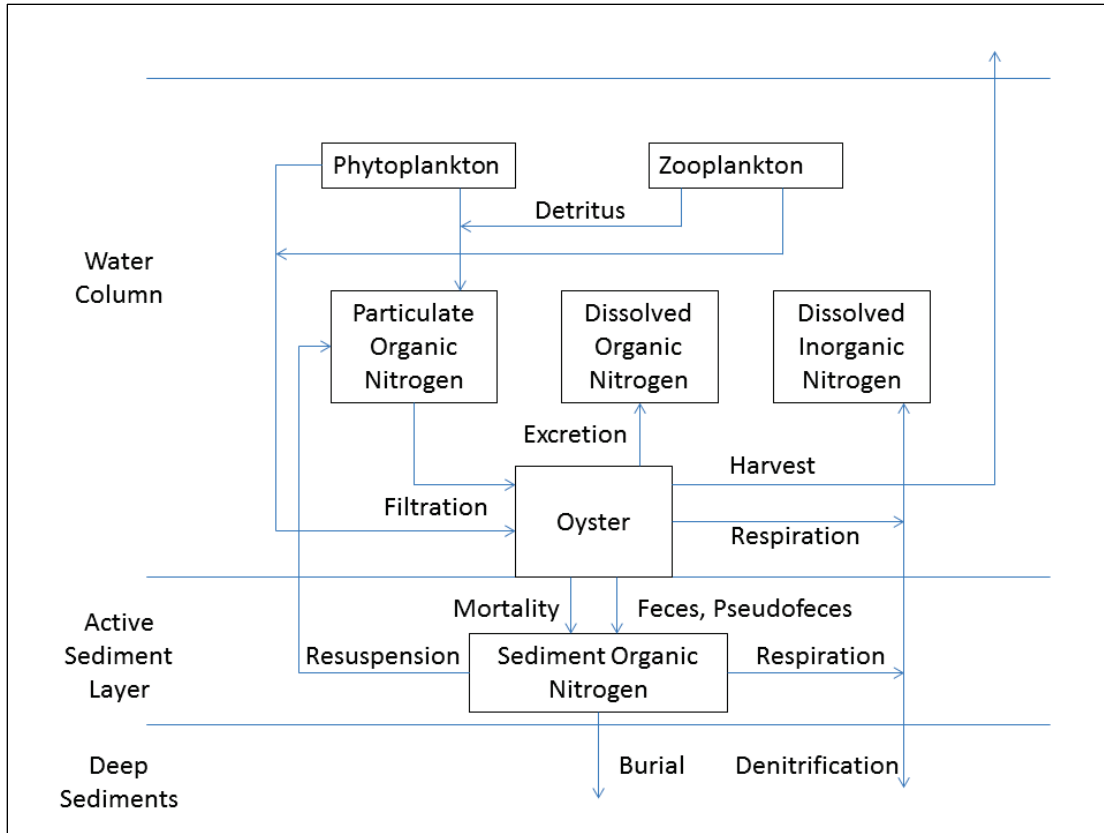 Phytoplankton
Zooplankton
Detritus
Water
Column
Particulate
Organic
Nitrogen
Dissolved
Organic
Nitrogen
Dissolved
Inorganic
Nitrogen
Excretion
Harvest
Filtration
Oyster
Respiration
Mortality
Feces, Pseudofeces
Active
Sediment
Layer
Resuspension
Sediment Organic
Nitrogen
Respiration
Deep
Sediments
Burial
Denitrification